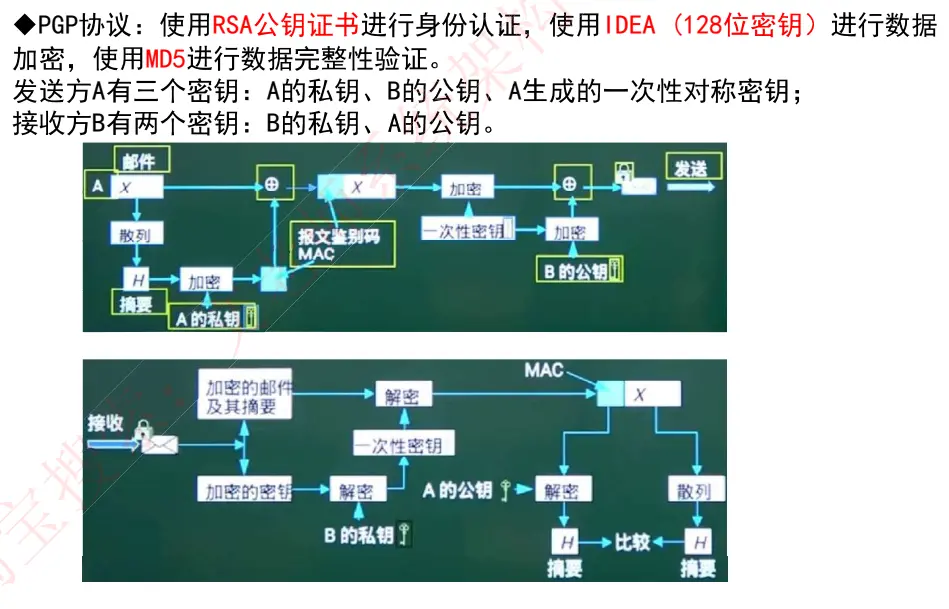 ◆PGP协议：使用RSA公钥证书进行身份认证，使用IDEA（128位密钥）进行数据
加密，使用MD5进行数据完整性验证。
发送方A有三个密钥：A的私钥、B的公钥、A生成的一次性对称密钥；
接收方B有两个密钥：B的私钥、A的公钥。
邮件
发送
A
X
⊕
X
加密
⊕
散列
报文鉴别码
MAC
一次性密钥
加密
H
加密
B 的公钥
摘要
A 的私钥
MAC
加密的邮件
及其摘要
解密
X
接收
一次性密钥
加密的密钥
解密
A 的公钥
解密
散列
B 的私钥
H
比较
H
摘要
摘要